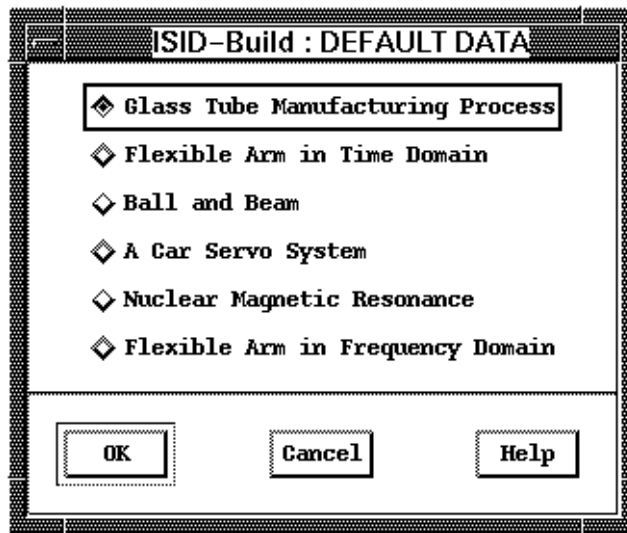 ISID-Build : DEFAULT DATA
Glass Tube Manufacturing Process
Flexible Arm in Time Domain
Ball and Beam
A Car Servo System
Nuclear Magnetic Resonance
Flexible Arm in Frequency Domain
OK Cancel Help